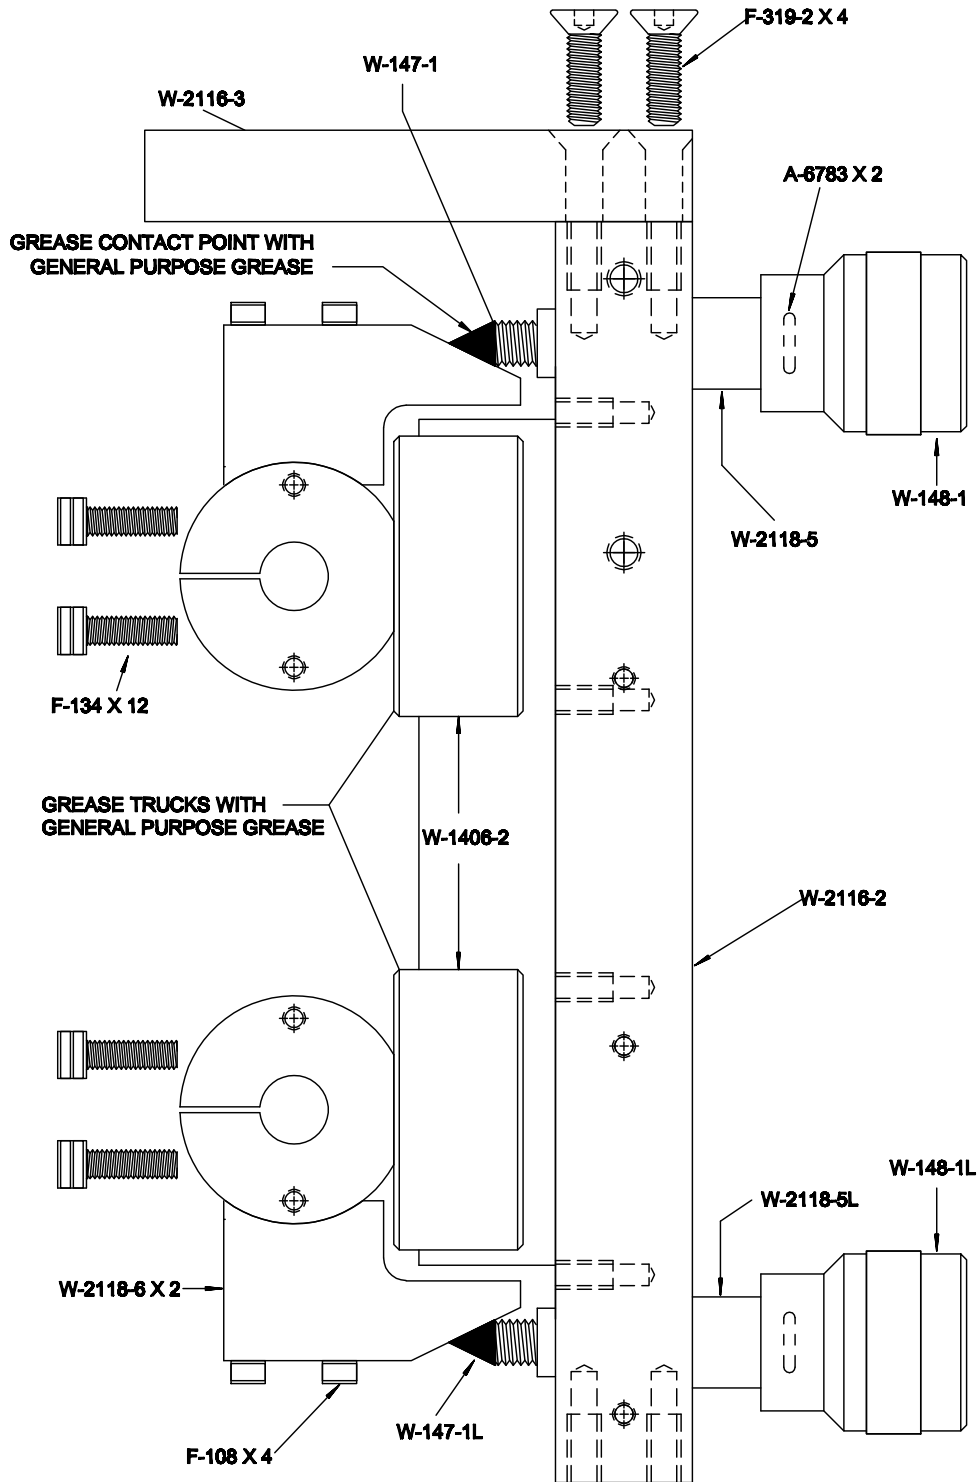 F-319-2 X 4
W-147-1
W-2116-3
A-6783 X 2
GREASE CONTACT POINT WITH
GENERAL PURPOSE GREASE
W-148-1
W-2118-5
F-134 X 12
GREASE TRUCKS WITH
GENERAL PURPOSE GREASE
W-1406-2
W-2116-2
W-148-1L
W-2118-5L
W-2118-6 X 2
W-147-1L
F-108 X 4